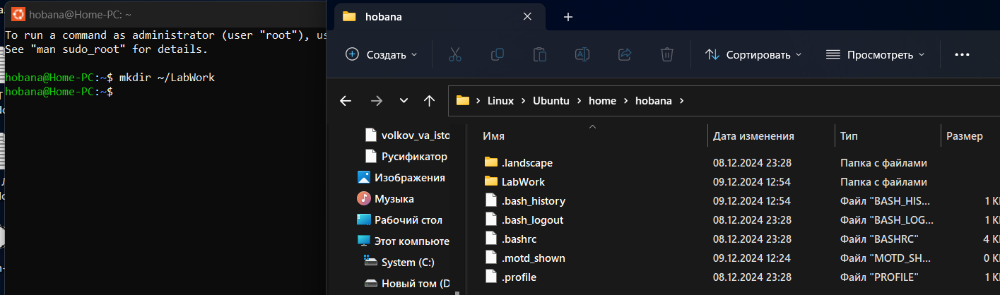 hobana@Home-PC: ~
To run a command as administrator (user "root"), us
See "man sudo_root" for details.
hobana@Home-PC:~$ mkdir ~/LabWork
hobana@Home-PC:~$
hobana
Создать
Сортировать
Просмотреть
Linux > Ubuntu > home > hobana >
volkov_va_isto
Русификатор
Изображения
Музыка
Рабочий стол
Этот компьюте
System (C:)
Новый том (D
Имя Дата изменения Тип Размер
.landscape 08.12.2024 23:28 Папка с файлами
LabWork 09.12.2024 12:54 Папка с файлами
.bash_history 09.12.2024 12:54 Файл "BASH_HIS... 1 К
.bash_logout 08.12.2024 23:28 Файл "BASH_LOG... 1 К
.bashrc 08.12.2024 23:28 Файл "BASHRC" 4 К
.motd_shown 09.12.2024 12:24 Файл "MOTD_SH... 0 К
.profile 08.12.2024 23:28 Файл "PROFILE" 1 К